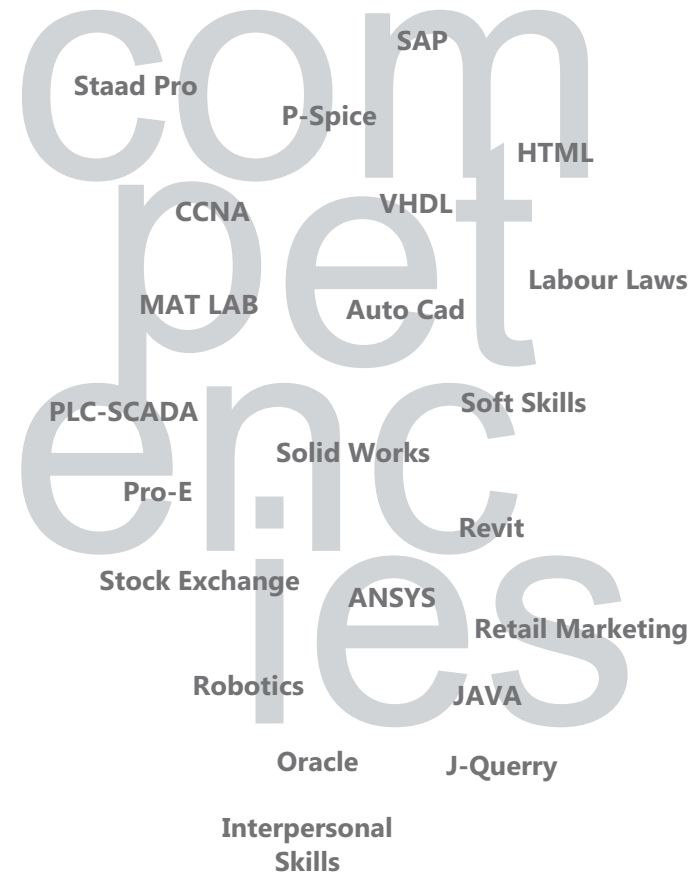 com
pet
enc
ies
SAP
Staad Pro
P-Spice
HTML
CCNA
VHDL
Labour Laws
MAT LAB
Auto Cad
PLC-SCADA
Soft Skills
Solid Works
Pro-E
Revit
Stock Exchange
ANSYS
Retail Marketing
Robotics
JAVA
Oracle
J-Querry
Interpersonal
Skills